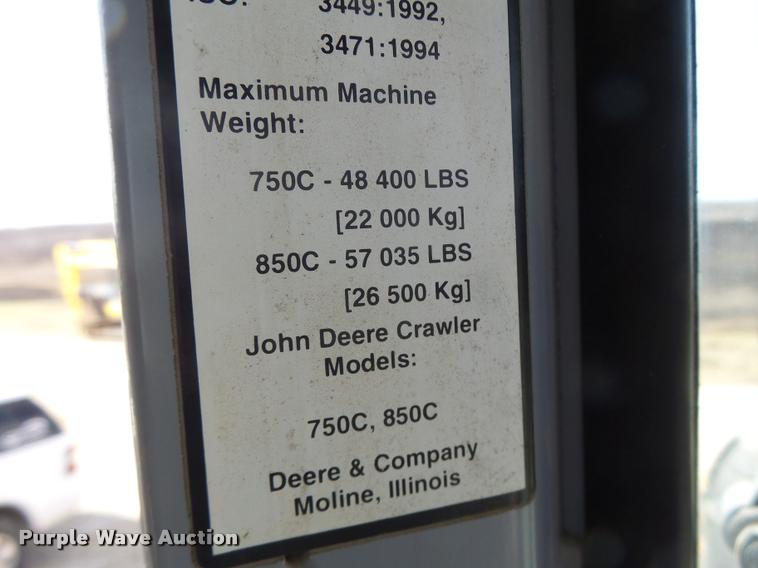 ISO: 3449:1992,
3471:1994
Maximum Machine
Weight:
750C - 48 400 LBS
[22 000 Kg]
850C - 57 035 LBS
[26 500 Kg]
John Deere Crawler
Models:
750C, 850C
Deere & Company
Moline, Illinois
Purple Wave Auction